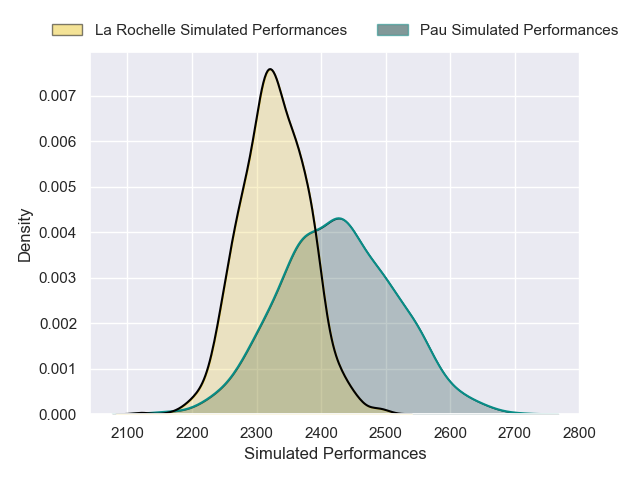 La Rochelle Simulated Performances
Pau Simulated Performances
0.007
0.006
0.005
0.004
0.003
0.002
0.001
0.000
Density
2100 2200 2300 2400 2500 2600 2700 2800
Simulated Performances